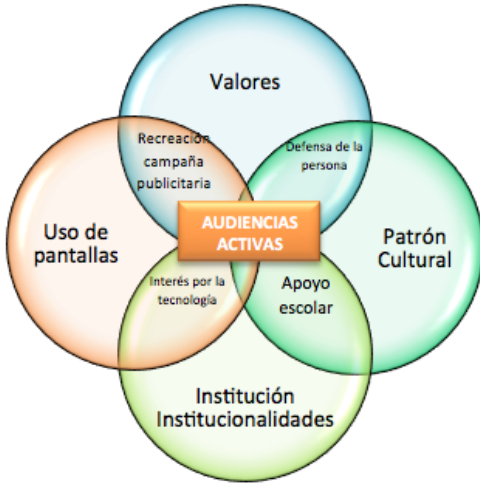 Valores
Recreación
campaña
publicitaria
Defensa de la
persona
AUDIENCIAS
ACTIVAS
Uso de
pantallas
Patrón
Cultural
Interés por la
tecnología
Apoyo
escolar
Institución
Institucionalidades